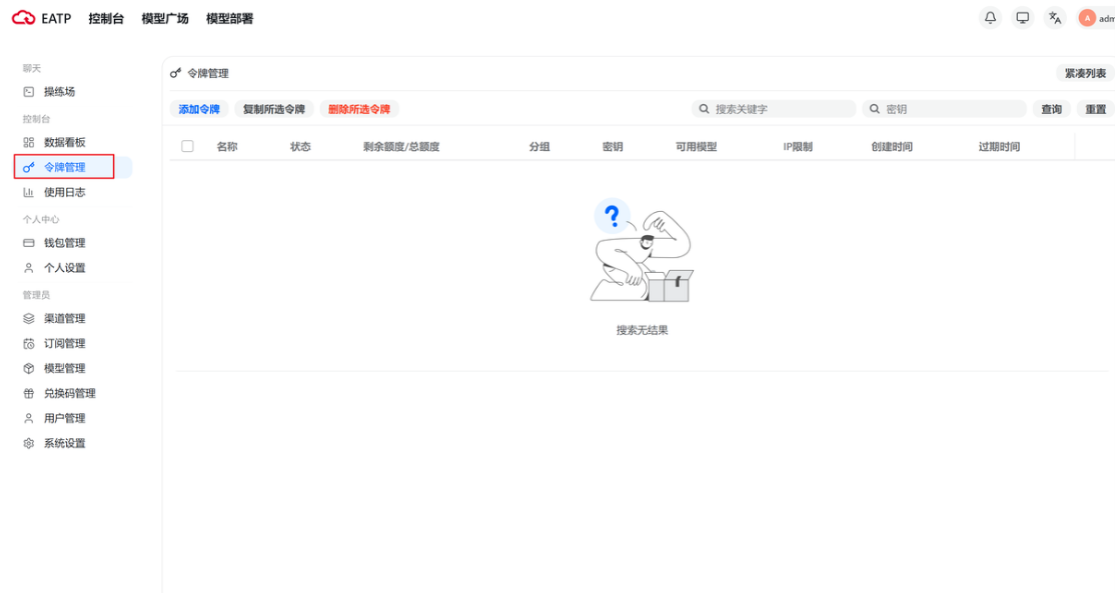 EATP 控制台 模型广场 模型部署 A adm
聊天
操练场
控制台
数据看板
令牌管理
使用日志
个人中心
钱包管理
个人设置
管理员
渠道管理
订阅管理
模型管理
兑换码管理
用户管理
系统设置
令牌管理 紧凑列表
添加令牌 复制所选令牌 删除所选令牌 搜索关键字 密钥 查询 重置
名称 状态 剩余额度/总额度 分组 密钥 可用模型 IP限制 创建时间 过期时间
?
搜索无结果